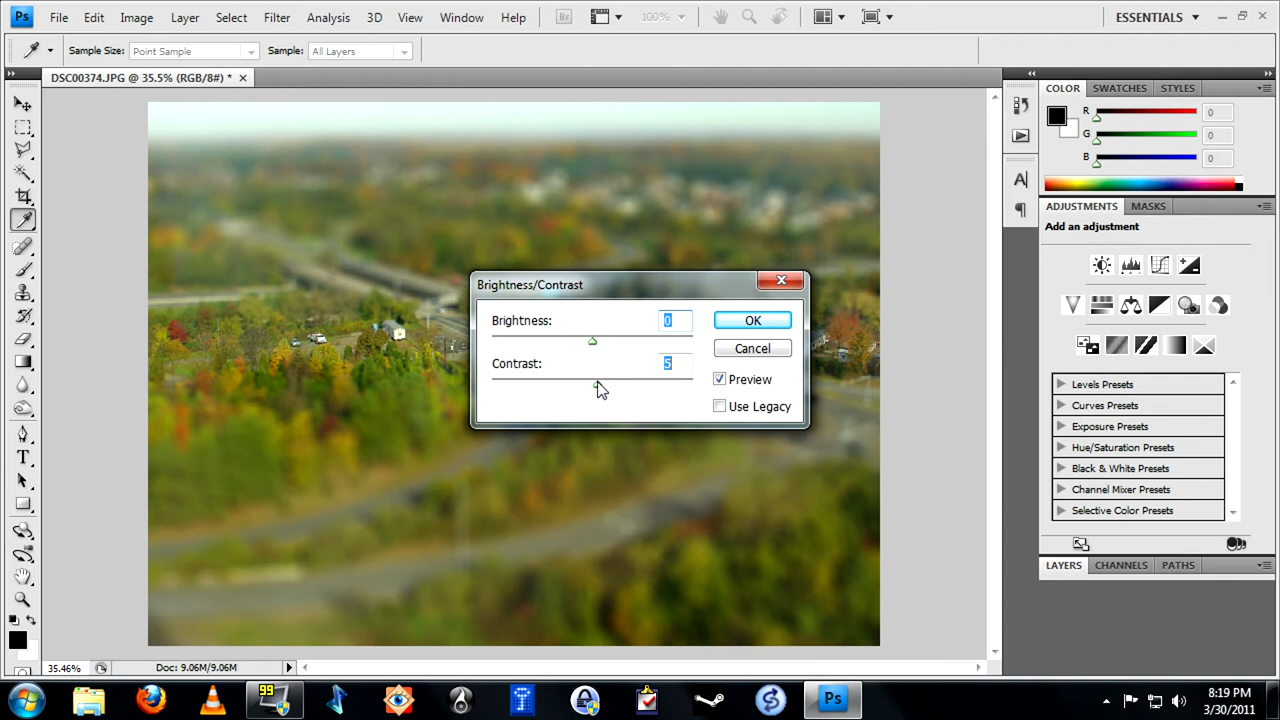 Ps File Edit Image Layer Select Filter Analysis 3D View Window Help Br 100% ESSENTIALS
Sample Size: Point Sample Sample: All Layers
DSC00374.JPG @ 35.5% (RGB/8#) *
COLOR SWATCHES STYLES
R 0
G 0
B 0
ADJUSTMENTS MASKS
Add an adjustment
Brightness/Contrast
Brightness: 0
OK
Cancel
Contrast: 5
Preview
Use Legacy
Levels Presets
Curves Presets
Exposure Presets
Hue/Saturation Presets
Black & White Presets
Channel Mixer Presets
Selective Color Presets
LAYERS CHANNELS PATHS
35.46% Doc: 9.06M/9.06M
99
Ps
8:19 PM
3/30/2011